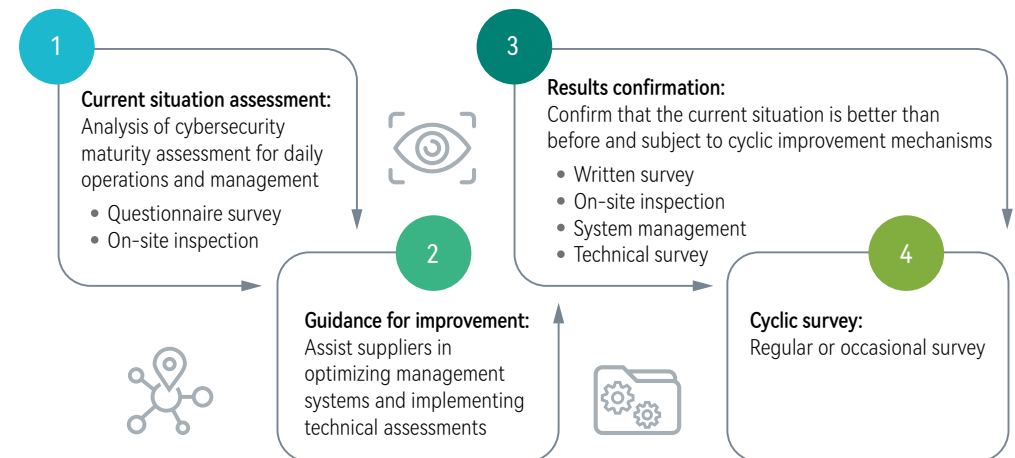 1
Current situation assessment:
Analysis of cybersecurity
maturity assessment for daily
operations and management
• Questionnaire survey
• On-site inspection
2
Guidance for improvement:
Assist suppliers in
optimizing management
systems and implementing
technical assessments
3
Results confirmation:
Confirm that the current situation is better than
before and subject to cyclic improvement mechanisms
• Written survey
• On-site inspection
• System management
• Technical survey
4
Cyclic survey:
Regular or occasional survey